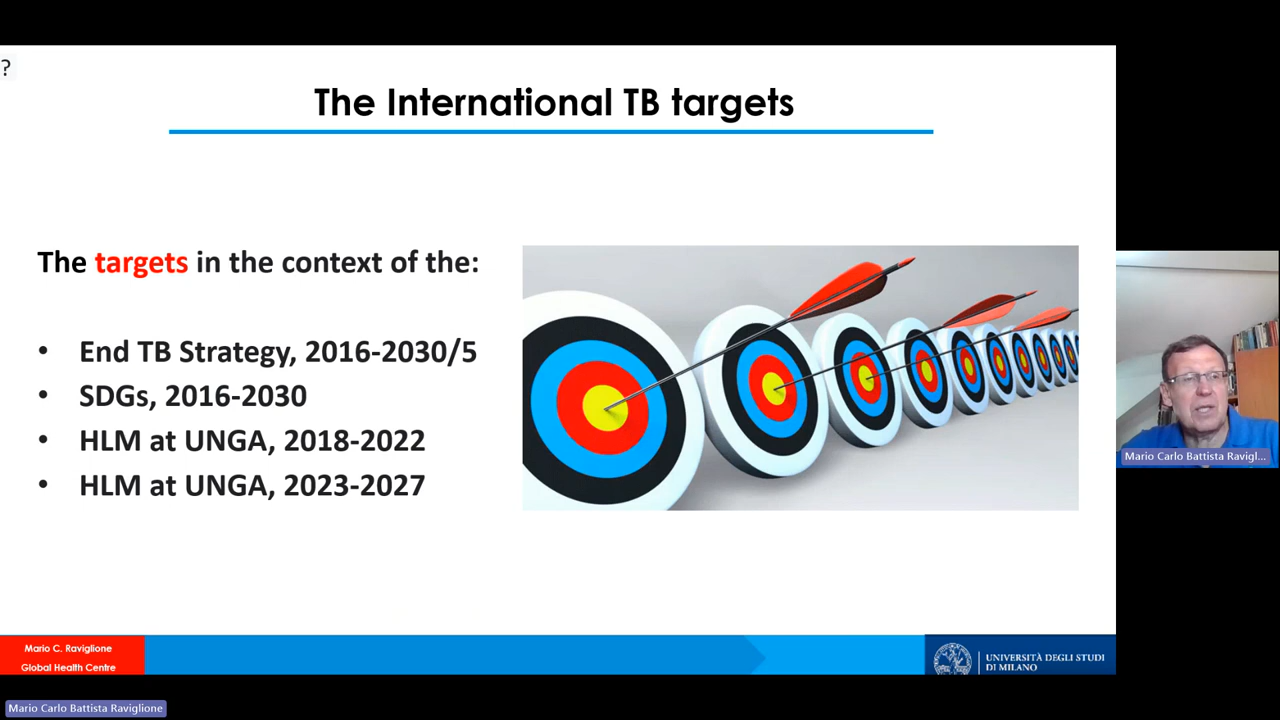 ?
The International TB targets
The targets in the context of the:
• End TB Strategy, 2016-2030/5
• SDGs, 2016-2030
• HLM at UNGA, 2018-2022
• HLM at UNGA, 2023-2027
Mario Carlo Battista Ravigl...
Mario C. Raviglione
Global Health Centre
UNIVERSITÀ DEGLI STUDI
DI MILANO
Mario Carlo Battista Raviglione